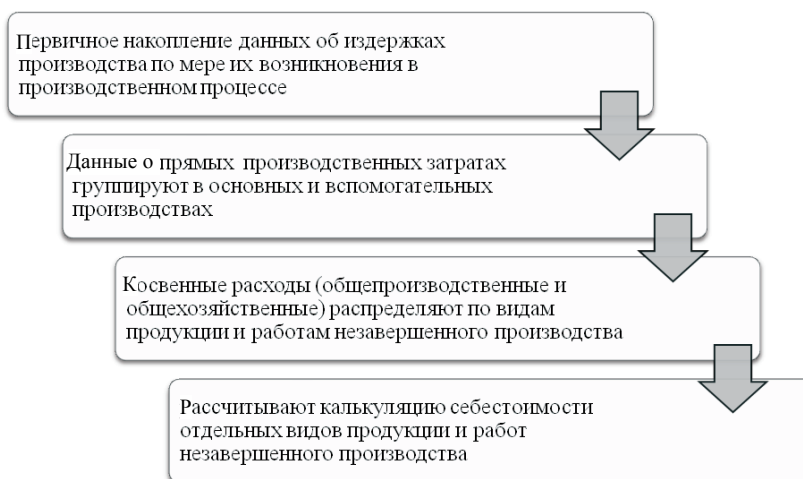 Первичное накопление данных об издержках
производства по мере их возникновения в
производственном процессе
Данные о прямых производственных затратах
группируют в основных и вспомогательных
производствах
Косвенные расходы (общепроизводственные и
общехозяйственные) распределяют по видам
продукции и работам незавершенного производства
Рассчитывают калькуляцию себестоимости
отдельных видов продукции и работ
незавершенного производства